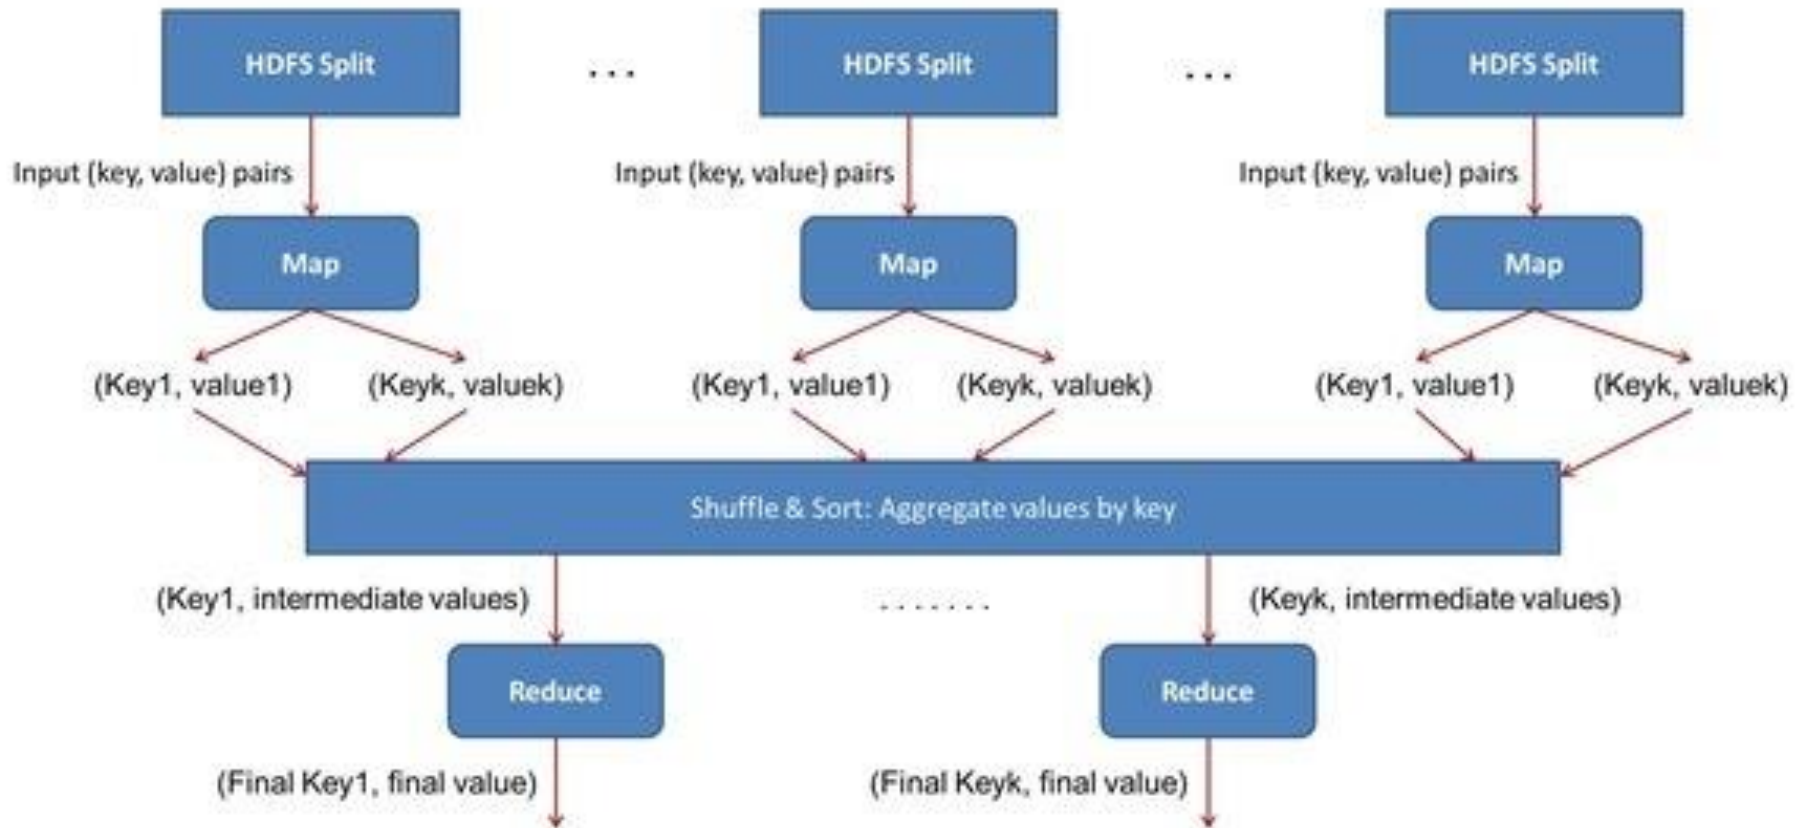 HDFS Split ... HDFS Split ... HDFS Split
Input (key, value) pairs Input (key, value) pairs Input (key, value) pairs
Map Map Map
(Key1, value1) (Keyk, valuek) (Key1, value1) (Keyk, valuek) (Key1, value1) (Keyk, valuek)
Shuffle & Sort: Aggregate values by key
(Key1, intermediate values) ....... (Keyk, intermediate values)
Reduce Reduce
(Final Key1, final value) (Final Keyk, final value)